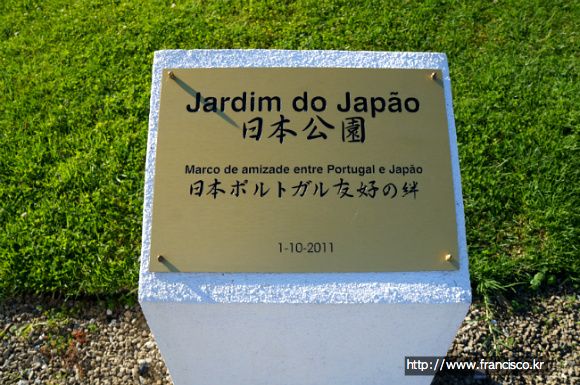 Jardim do Japão
日本公園
Marco de amizade entre Portugal e Japão
日本ポルトガル友好の絆
1-10-2011
http://www.francisco.kr